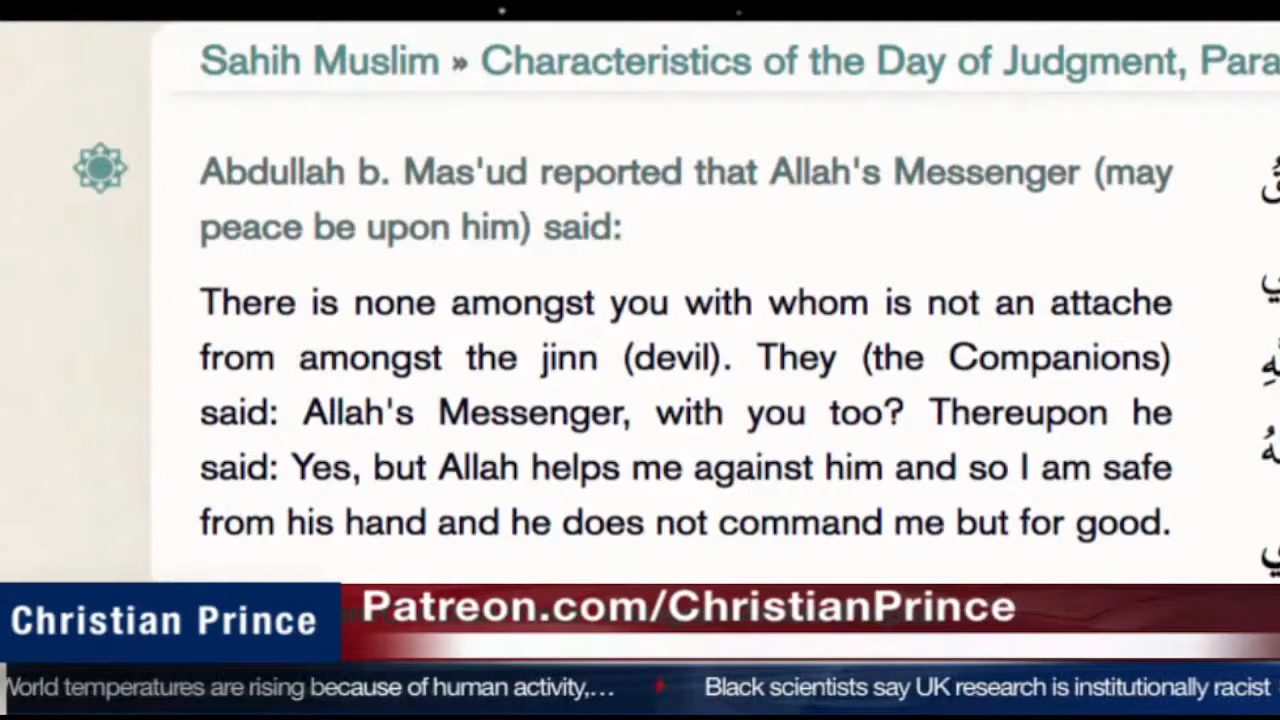 Sahih Muslim » Characteristics of the Day of Judgment, Para
Abdullah b. Mas'ud reported that Allah's Messenger (may
peace be upon him) said:
There is none amongst you with whom is not an attache
from amongst the jinn (devil). They (the Companions)
said: Allah's Messenger, with you too? Thereupon he
said: Yes, but Allah helps me against him and so I am safe
from his hand and he does not command me but for good.
Christian Prince
Patreon.com/ChristianPrince
World temperatures are rising because of human activity,... Black scientists say UK research is institutionally racist